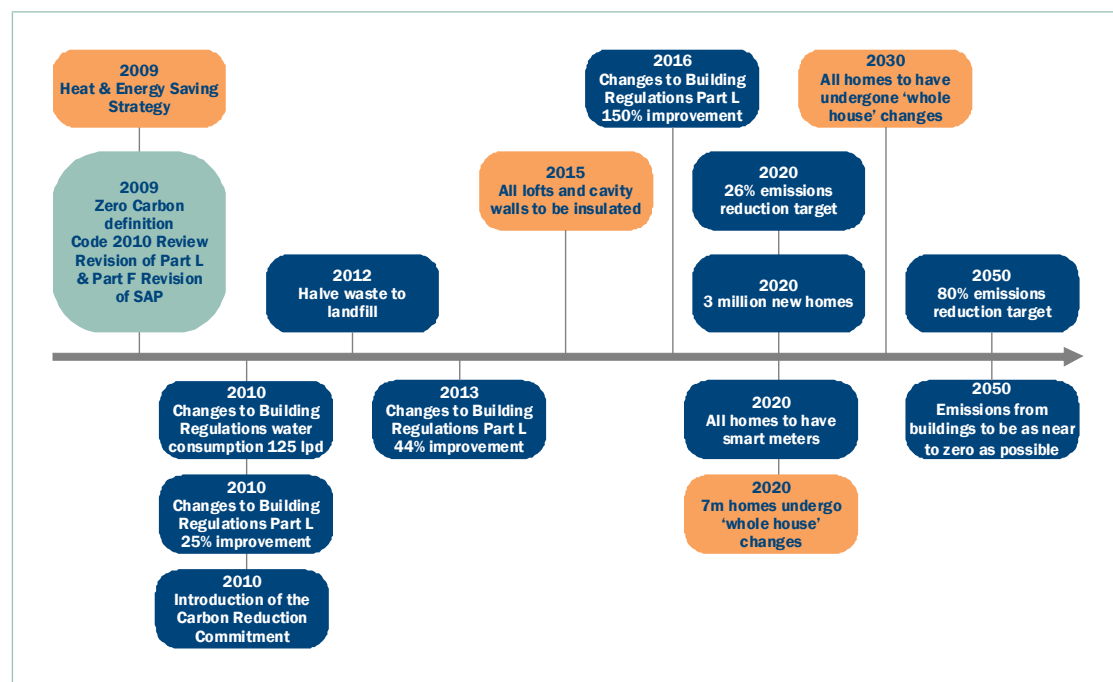 2009
Heat & Energy Saving
Strategy
2009
Zero Carbon
definition
Code 2010 Review
Revision of Part L
& Part F Revision
of SAP
2010
Changes to Building
Regulations water
consumption 125 lpd
2010
Changes to Building
Regulations Part L
25% improvement
2010
Introduction of the
Carbon Reduction
Commitment
2012
Halve waste to
landfill
2013
Changes to Building
Regulations Part L
44% improvement
2015
All lofts and cavity
walls to be insulated
2016
Changes to Building
Regulations Part L
150% improvement
2020
26% emissions
reduction target
2020
3 million new homes
2020
All homes to have
smart meters
2020
7m homes undergo
‘whole house’
changes
2030
All homes to have
undergone ‘whole
house’ changes
2050
80% emissions
reduction target
2050
Emissions from
buildings to be as near
to zero as possible